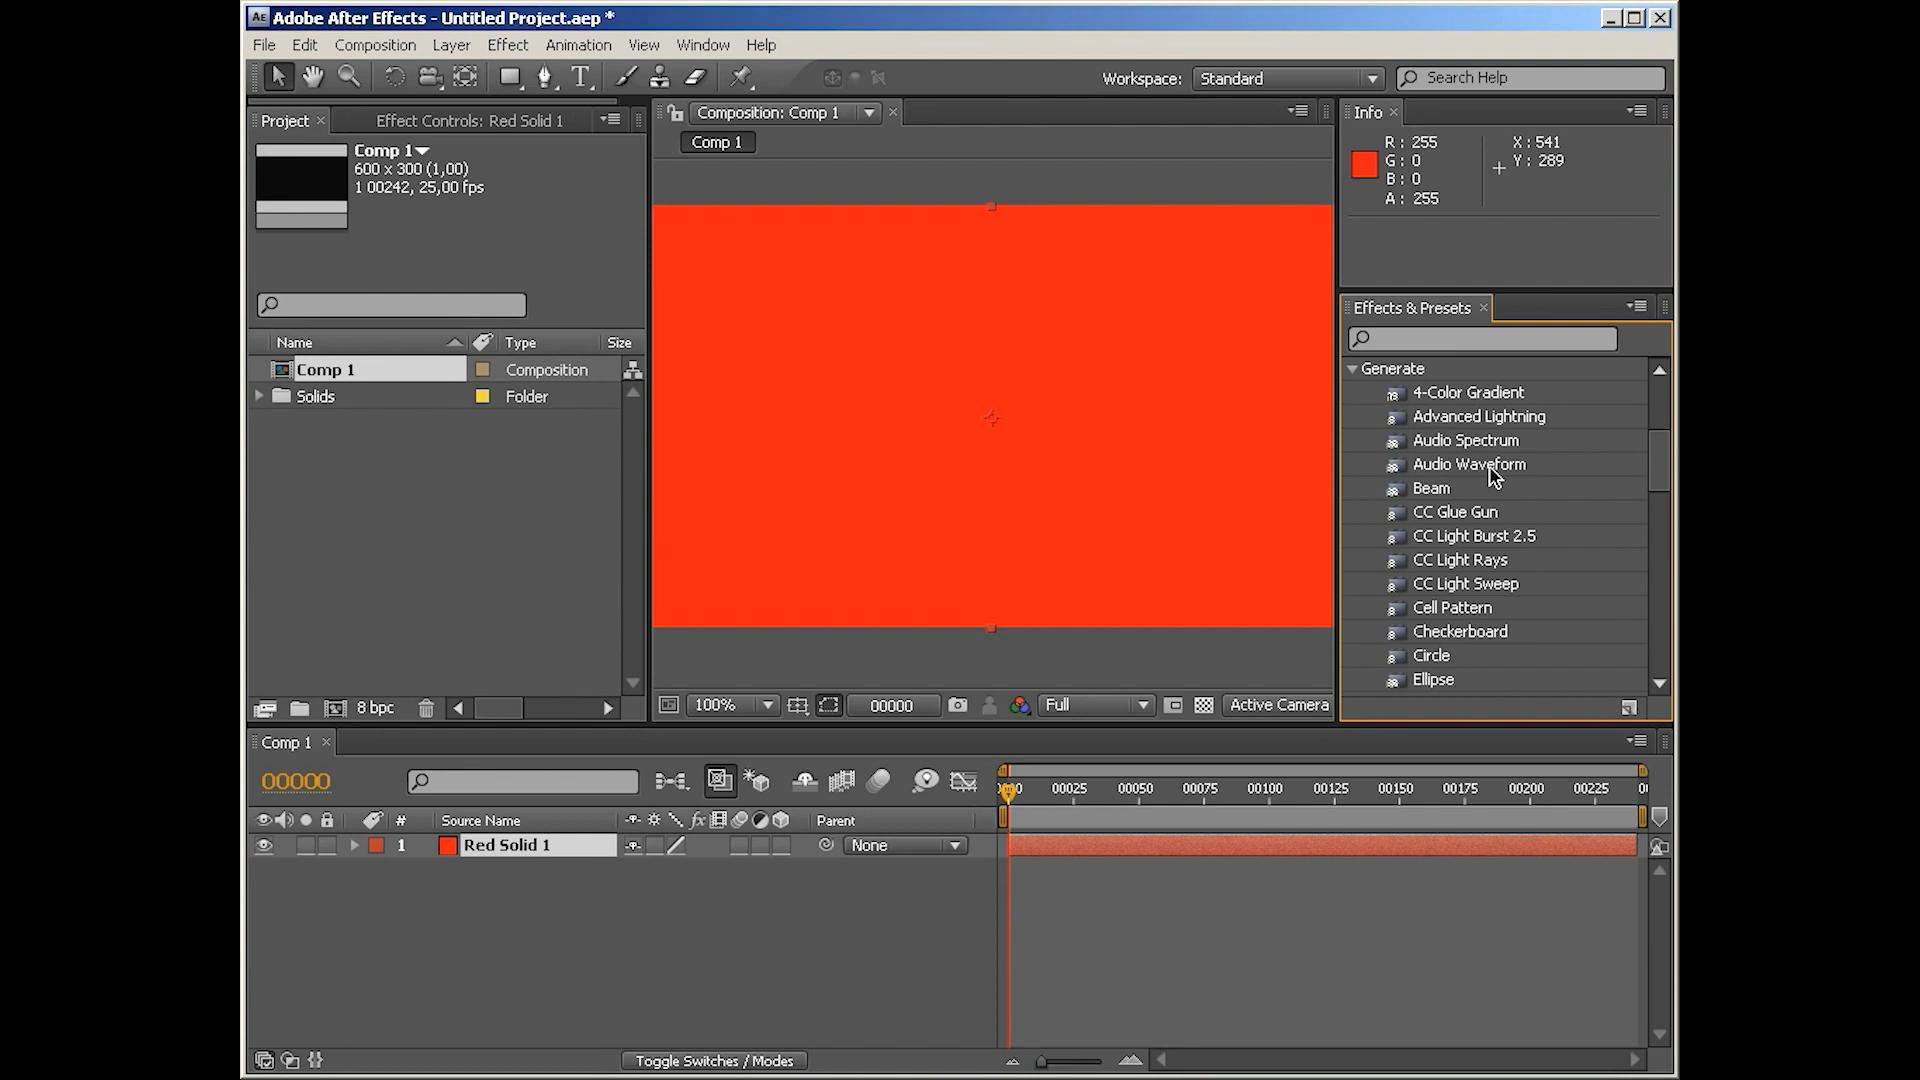 Adobe After Effects - Untitled Project.aep *
File Edit Composition Layer Effect Animation View Window Help
Workspace: Standard Search Help
Project Effect Controls: Red Solid 1
Comp 1
600 x 300 (1,00)
1 00242, 25,00 fps
Name Type Size
Comp 1 Composition
Solids Folder
8 bpc
Composition: Comp 1
Comp 1
100% 00000 Full Active Camera
Info
R : 255 X : 541
G : 0 Y : 289
B : 0
A : 255
Effects & Presets
Generate
4-Color Gradient
Advanced Lightning
Audio Spectrum
Audio Waveform
Beam
CC Glue Gun
CC Light Burst 2.5
CC Light Rays
CC Light Sweep
Cell Pattern
Checkerboard
Circle
Ellipse
Comp 1
00000
00025 00050 00075 00100 00125 00150 00175 00200 00225
# Source Name fx Parent
1 Red Solid 1 None
Toggle Switches / Modes